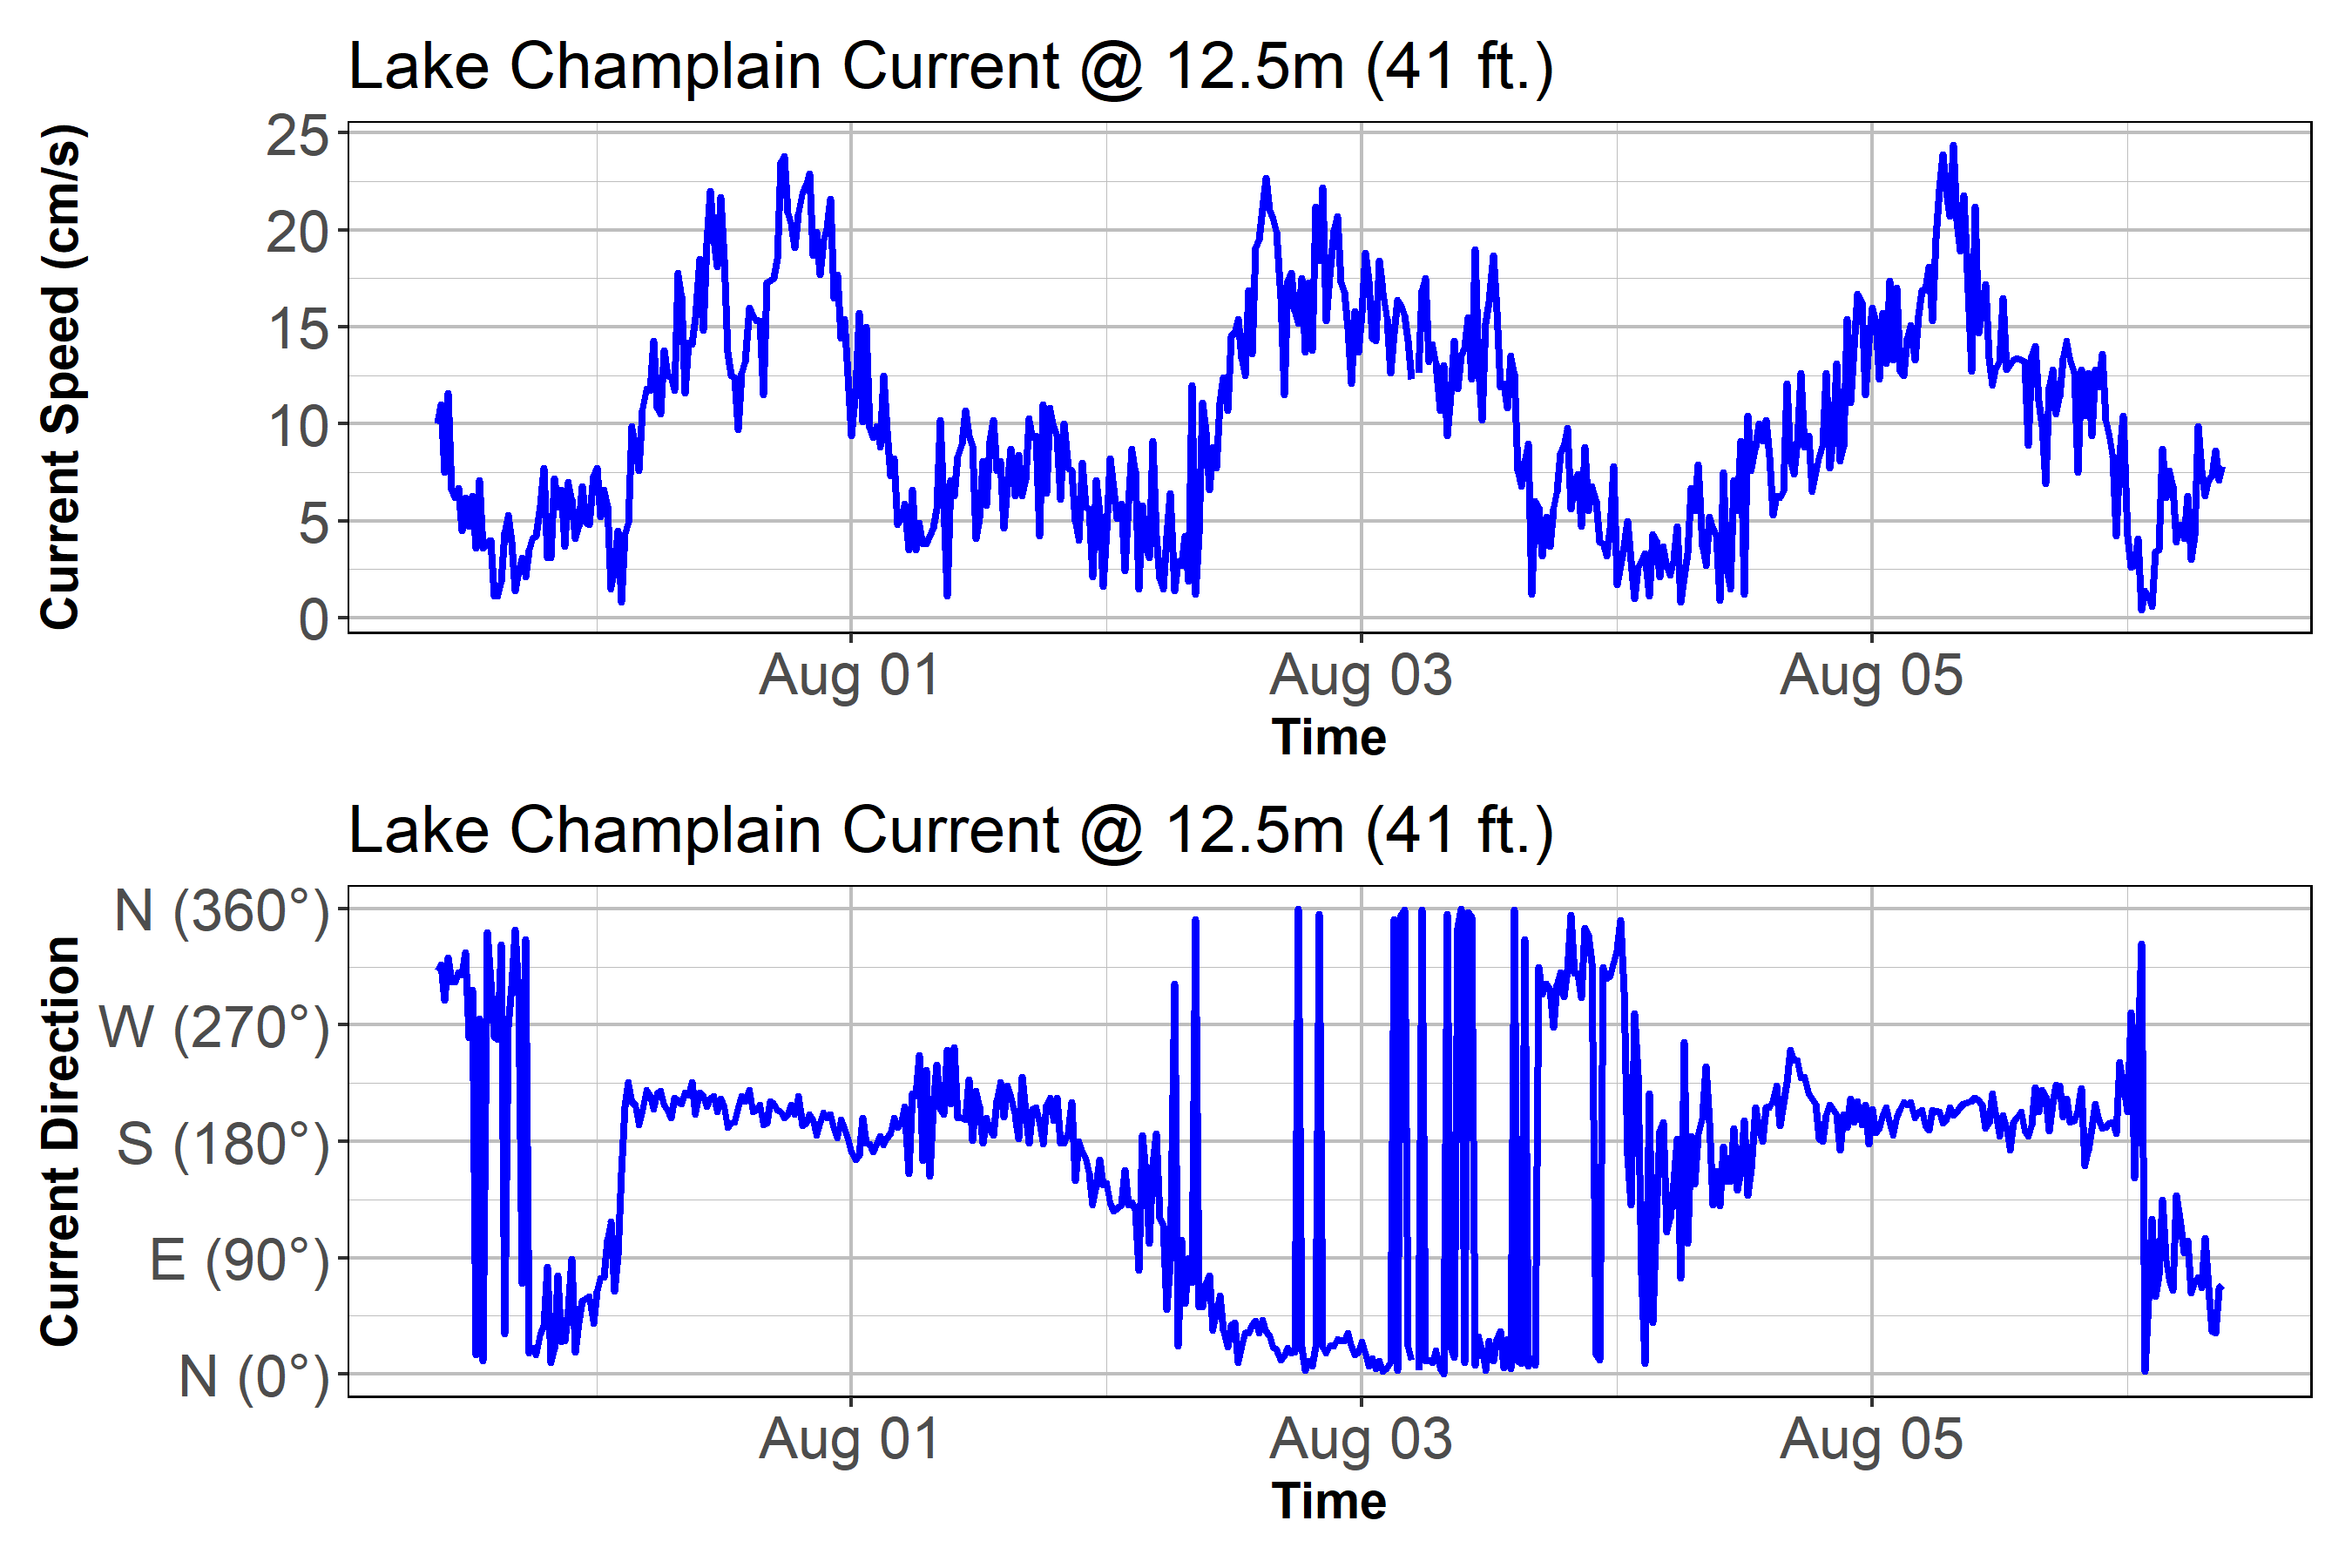 Lake Champlain Current @ 12.5m (41 ft.)
Current Speed (cm/s)
25
20
15
10
5
0
Aug 01 Aug 03 Aug 05
Time
Lake Champlain Current @ 12.5m (41 ft.)
Current Direction
N (360°)
W (270°)
S (180°)
E (90°)
N (0°)
Aug 01 Aug 03 Aug 05
Time